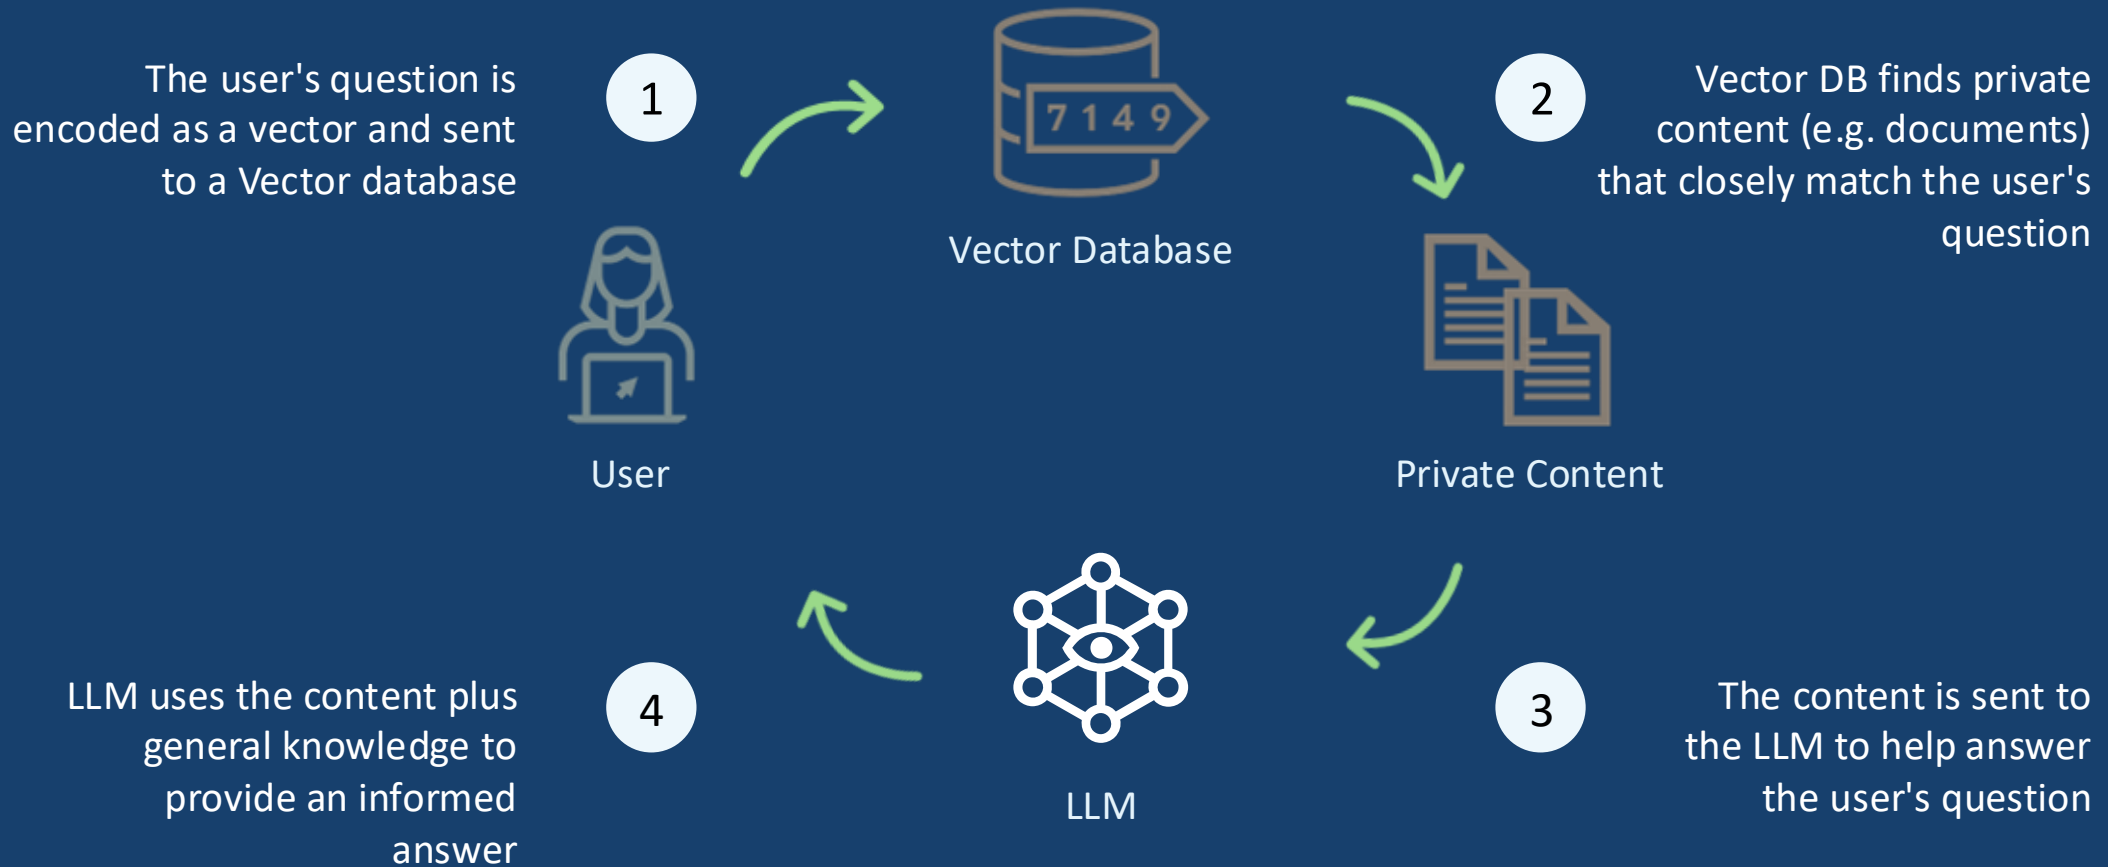 The user's question is
encoded as a vector and sent
to a Vector database
1
7 1 4 9
Vector Database
2
Vector DB finds private
content (e.g. documents)
that closely match the user's
question
User
Private Content
LLM uses the content plus
general knowledge to
provide an informed
answer
4
LLM
3
The content is sent to
the LLM to help answer
the user's question